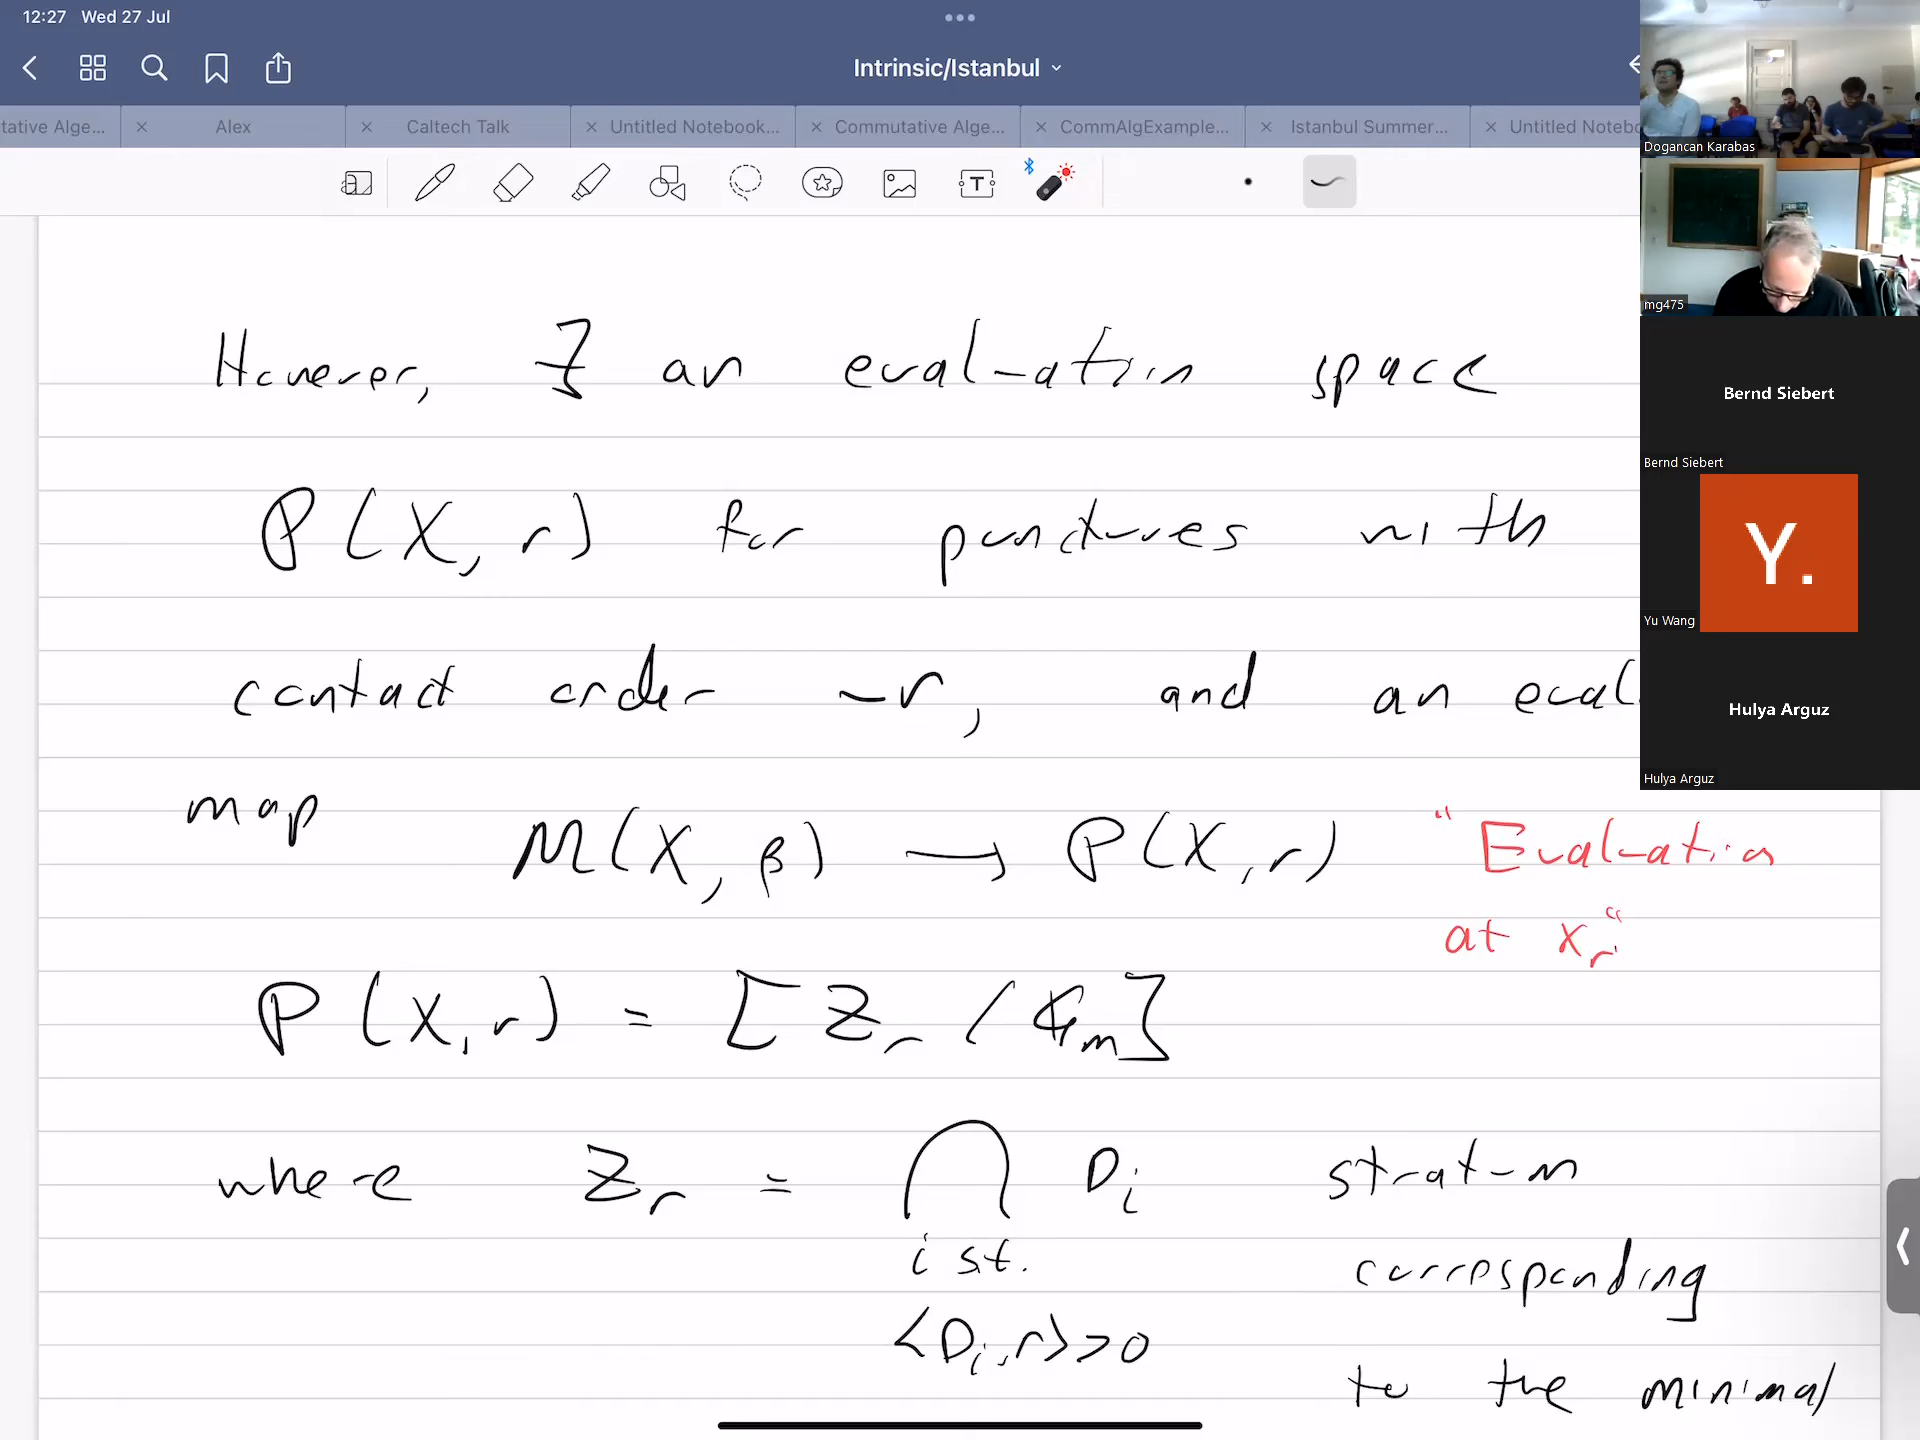 12:27 Wed 27 Jul
Intrinsic/Istanbul
tative Alge...
Alex
Caltech Talk
Untitled Notebook...
Commutative Alge...
CommAlgExample...
Istanbul Summer...
Untitled Notebo
Dogancan Karabas
mg475
Bernd Siebert
Bernd Siebert
Y.
Yu Wang
Hulya Arguz
Hulya Arguz
However, ∃ an evaluation space
P(X, r) for punctures with
contact order -r, and an eval
map M(X, β) → P(X, r) "Evaluation
at x_r"
P(X, r) = [Z_r / G_m]
where Z_r = ⋂ D_i stratum
i s.t. corresponding
<D_i, r> > 0
to the minimal